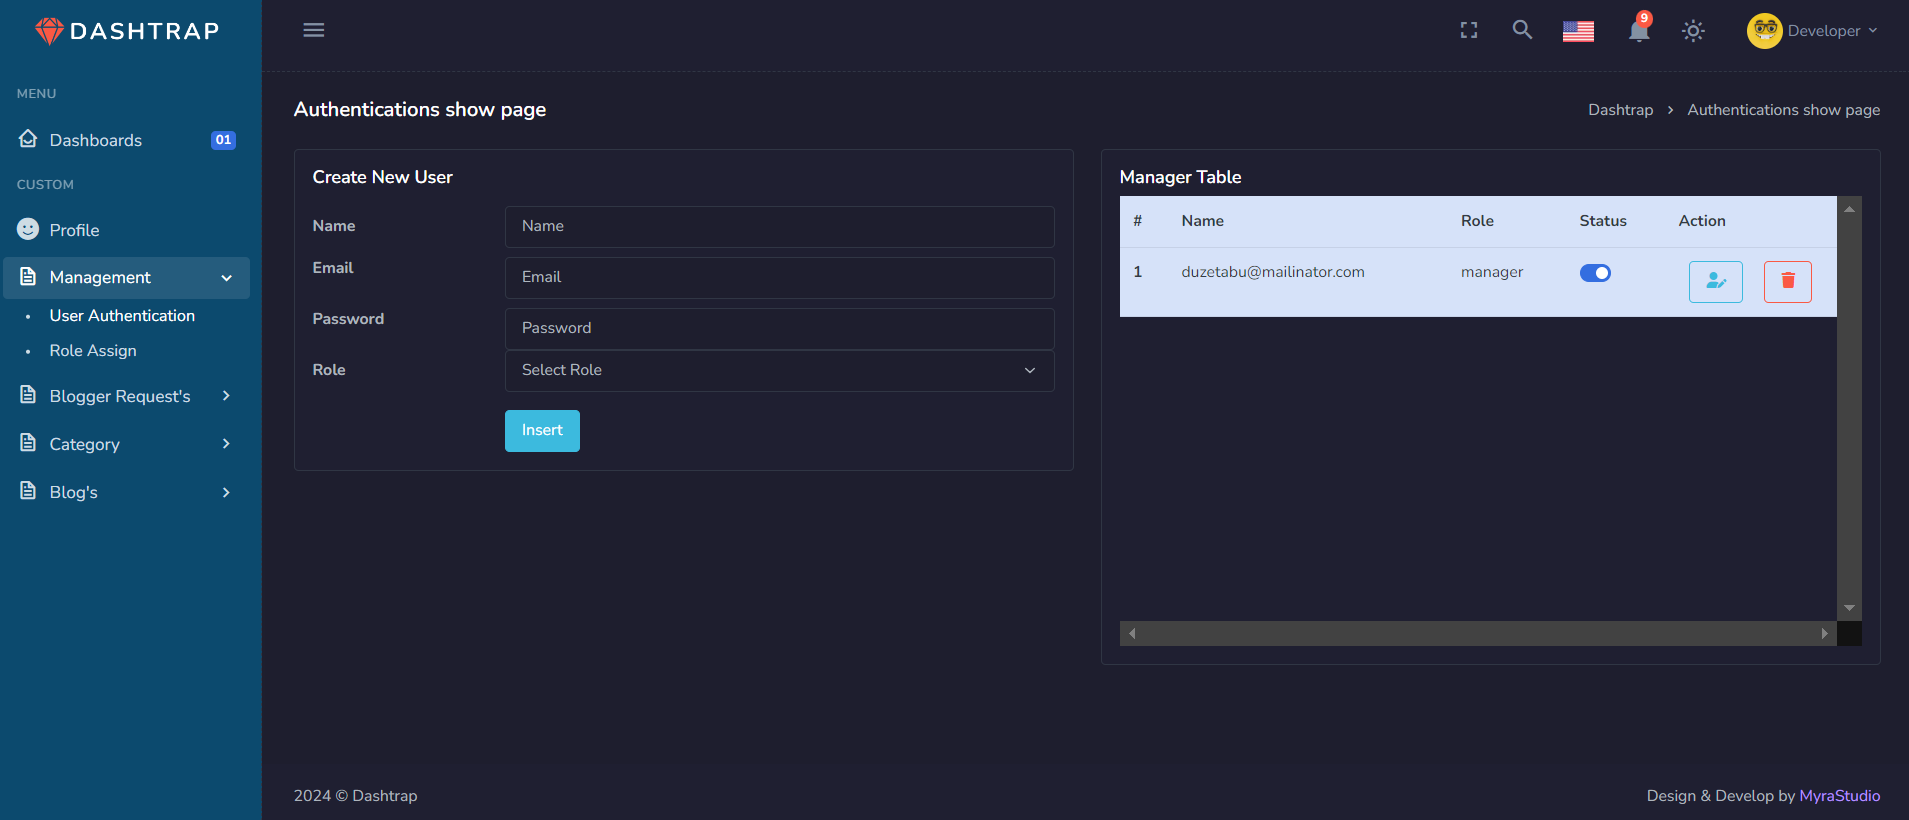 DASHTRAP
9
Developer
MENU
Dashboards 01
CUSTOM
Profile
Management
User Authentication
Role Assign
Blogger Request's
Category
Blog's
Authentications show page
Dashtrap > Authentications show page
Create New User
Name Name
Email Email
Password Password
Role Select Role
Insert
Manager Table
# Name Role Status Action
1 duzetabu@mailinator.com manager
2024 © Dashtrap
Design & Develop by MyraStudio